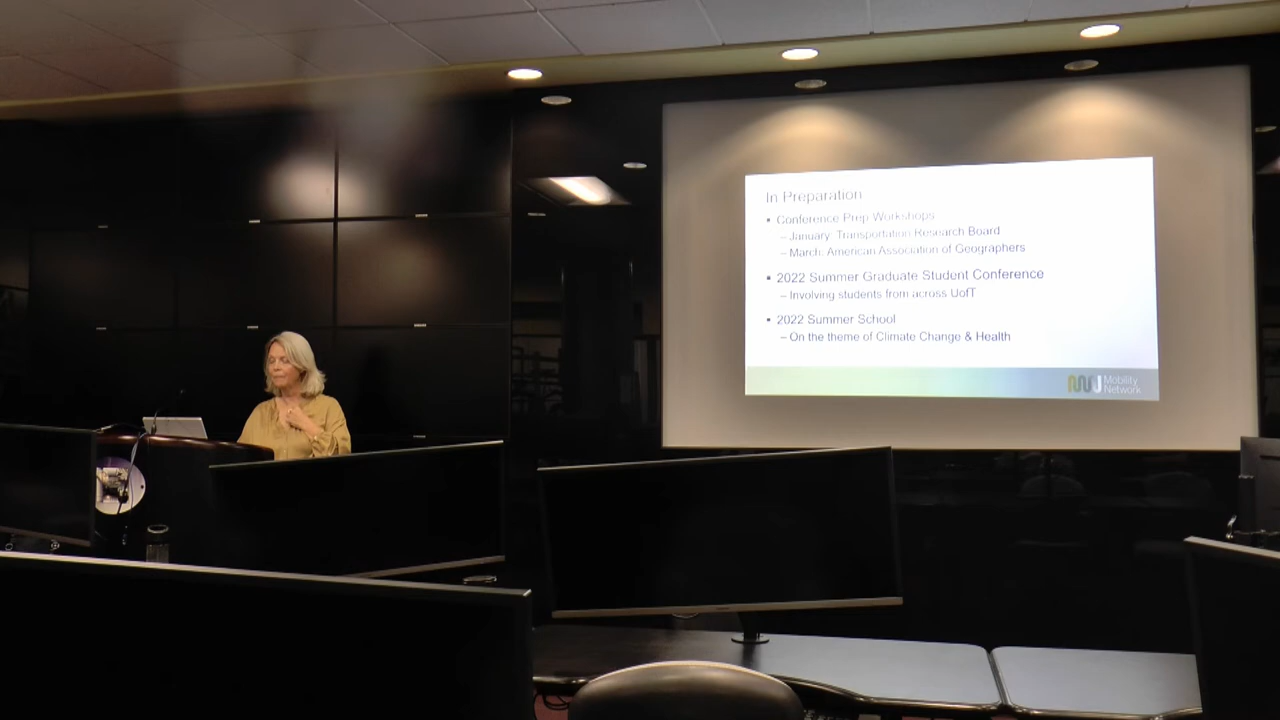 In Preparation
▪ Conference Prep Workshops
– January: Transportation Research Board
– March: American Association of Geographers
▪ 2022 Summer Graduate Student Conference
– Involving students from across UofT
▪ 2022 Summer School
– On the theme of Climate Change & Health
Mobility
Network